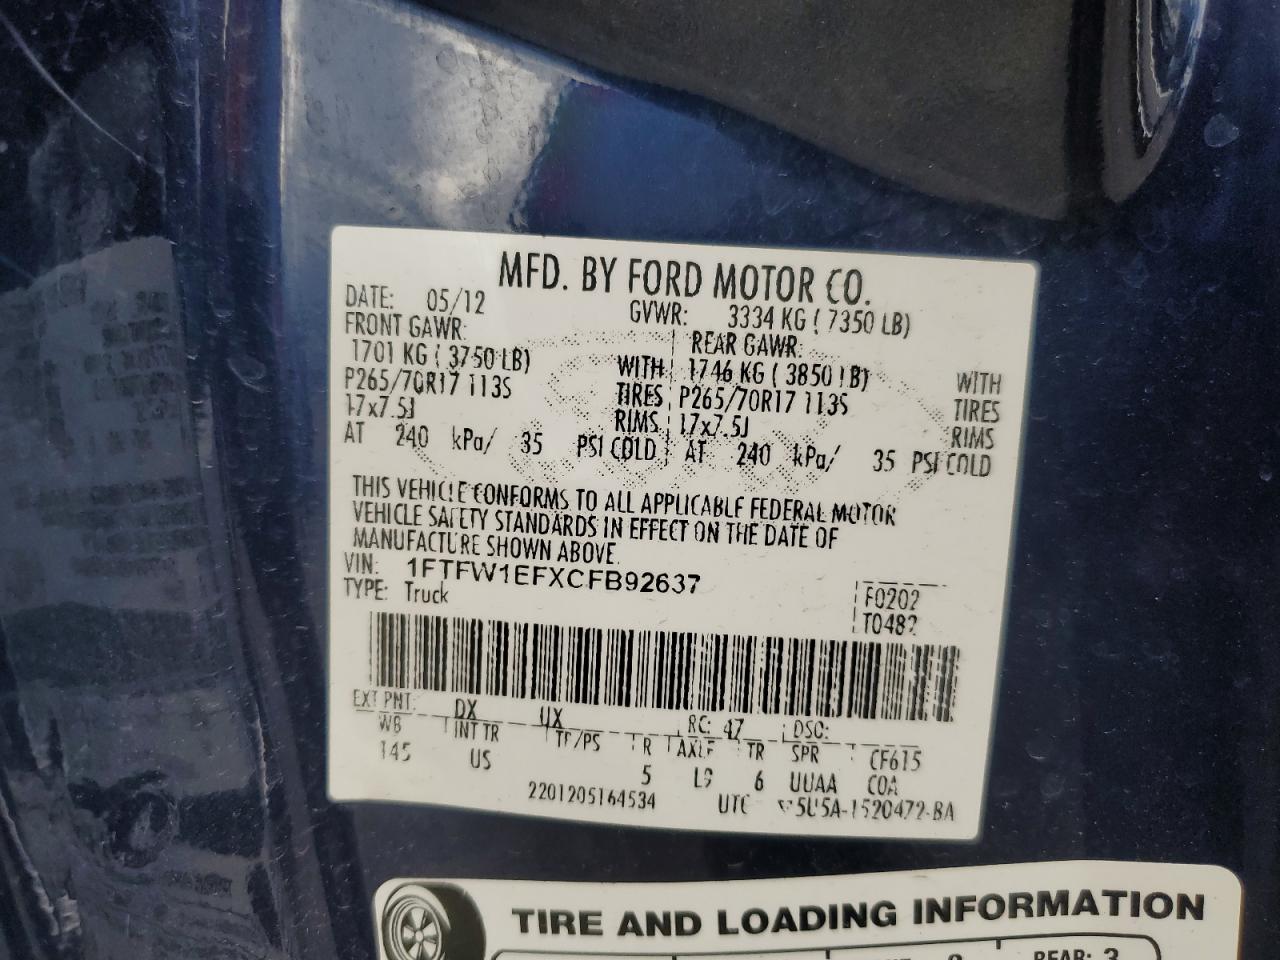 MFD. BY FORD MOTOR CO.
DATE: 05/12 GVWR: 3334 KG ( 7350 LB)
FRONT GAWR: REAR GAWR:
1701 KG ( 3750 LB) WITH 1746 KG ( 3850 LB) WITH
P265/70R17 113S TIRES P265/70R17 113S TIRES
17x7.5J RIMS 17x7.5J RIMS
AT 240 kPa/ 35 PSI COLD AT 240 kPa/ 35 PSI COLD
THIS VEHICLE CONFORMS TO ALL APPLICABLE FEDERAL MOTOR
VEHICLE SAFETY STANDARDS IN EFFECT ON THE DATE OF
MANUFACTURE SHOWN ABOVE.
VIN: 1FTFW1EFXCFB92637
TYPE: Truck
F0202
T0482
EXT PNT: DX UX RC: 47 DSO:
WB INT TR TP/PS R AXLE TR SPR CF615
145 US 5 L9 6 UUAA COA
2201205164534 UTC 5U5A-1520472-BA
TIRE AND LOADING INFORMATION
REAR: 3